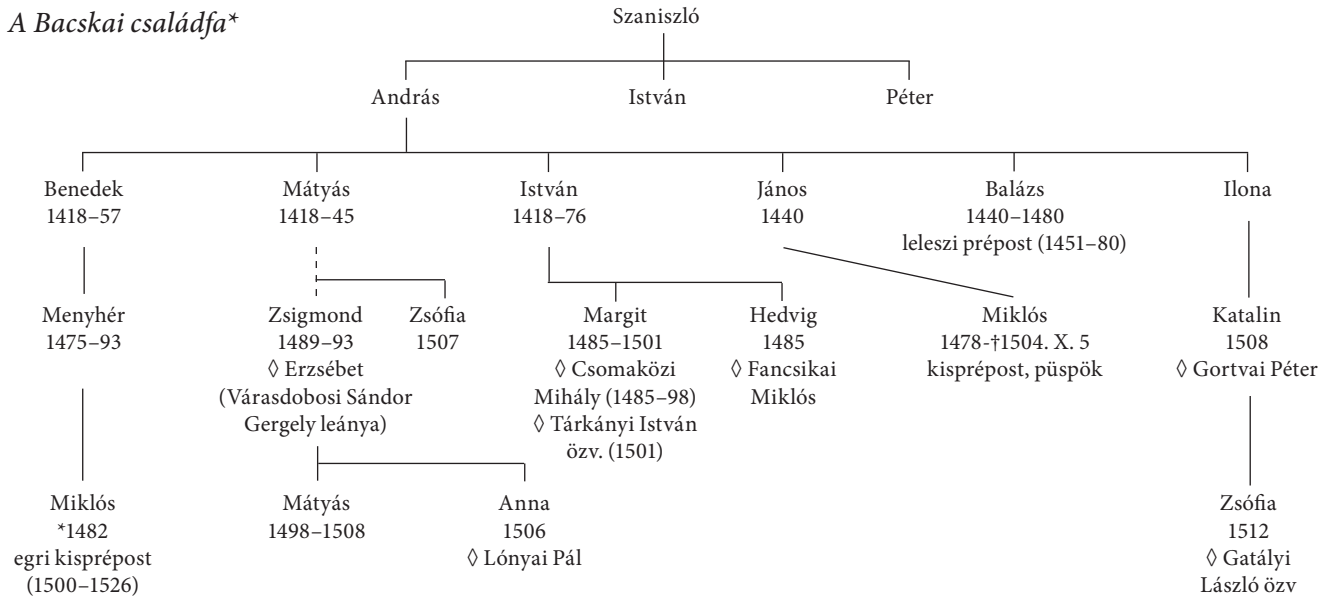 A Bacskai családfa*
Szaniszló
András
István
Péter
Benedek
1418–57
Mátyás
1418–45
István
1418–76
János
1440
Balázs
1440–1480
leleszi prépost (1451–80)
Ilona
Menyhér
1475–93
Zsigmond
1489–93
◊ Erzsébet
(Várasdobosi Sándor
Gergely leánya)
Zsófia
1507
Margit
1485–1501
◊ Csomaközi
Mihály (1485–98)
◊ Tárkányi István
özv. (1501)
Hedvig
1485
◊ Fancsikai
Miklós
Miklós
1478-†1504. X. 5
kisprépost, püspök
Katalin
1508
◊ Gortvai Péter
Miklós
*1482
egri kisprépost
(1500–1526)
Mátyás
1498–1508
Anna
1506
◊ Lónyai Pál
Zsófia
1512
◊ Gatályi
László özv